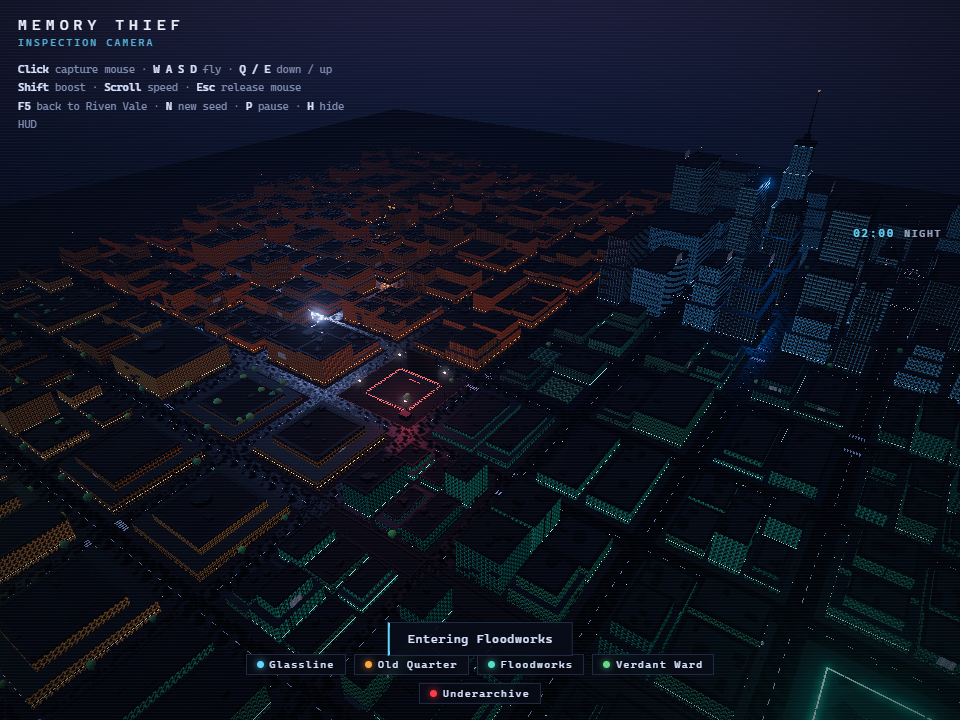 MEMORY THIEF
INSPECTION CAMERA
Click capture mouse · W A S D fly · Q / E down / up
Shift boost · Scroll speed · Esc release mouse
F5 back to Riven Vale · N new seed · P pause · H hide
HUD
02:00 NIGHT
Entering Floodworks
Glassline Old Quarter Floodworks Verdant Ward
Underarchive